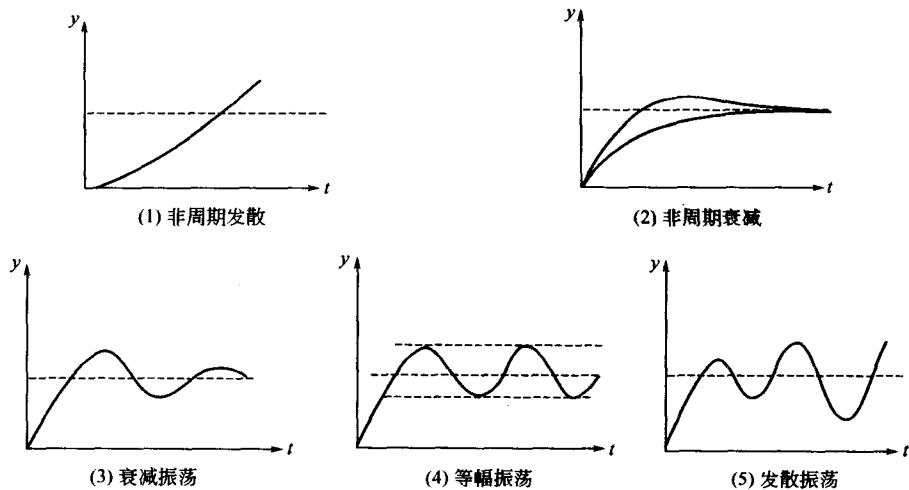 y
t
(1) 非周期发散
y
t
(2) 非周期衰减
y
t
(3) 衰减振荡
y
t
(4) 等幅振荡
y
t
(5) 发散振荡